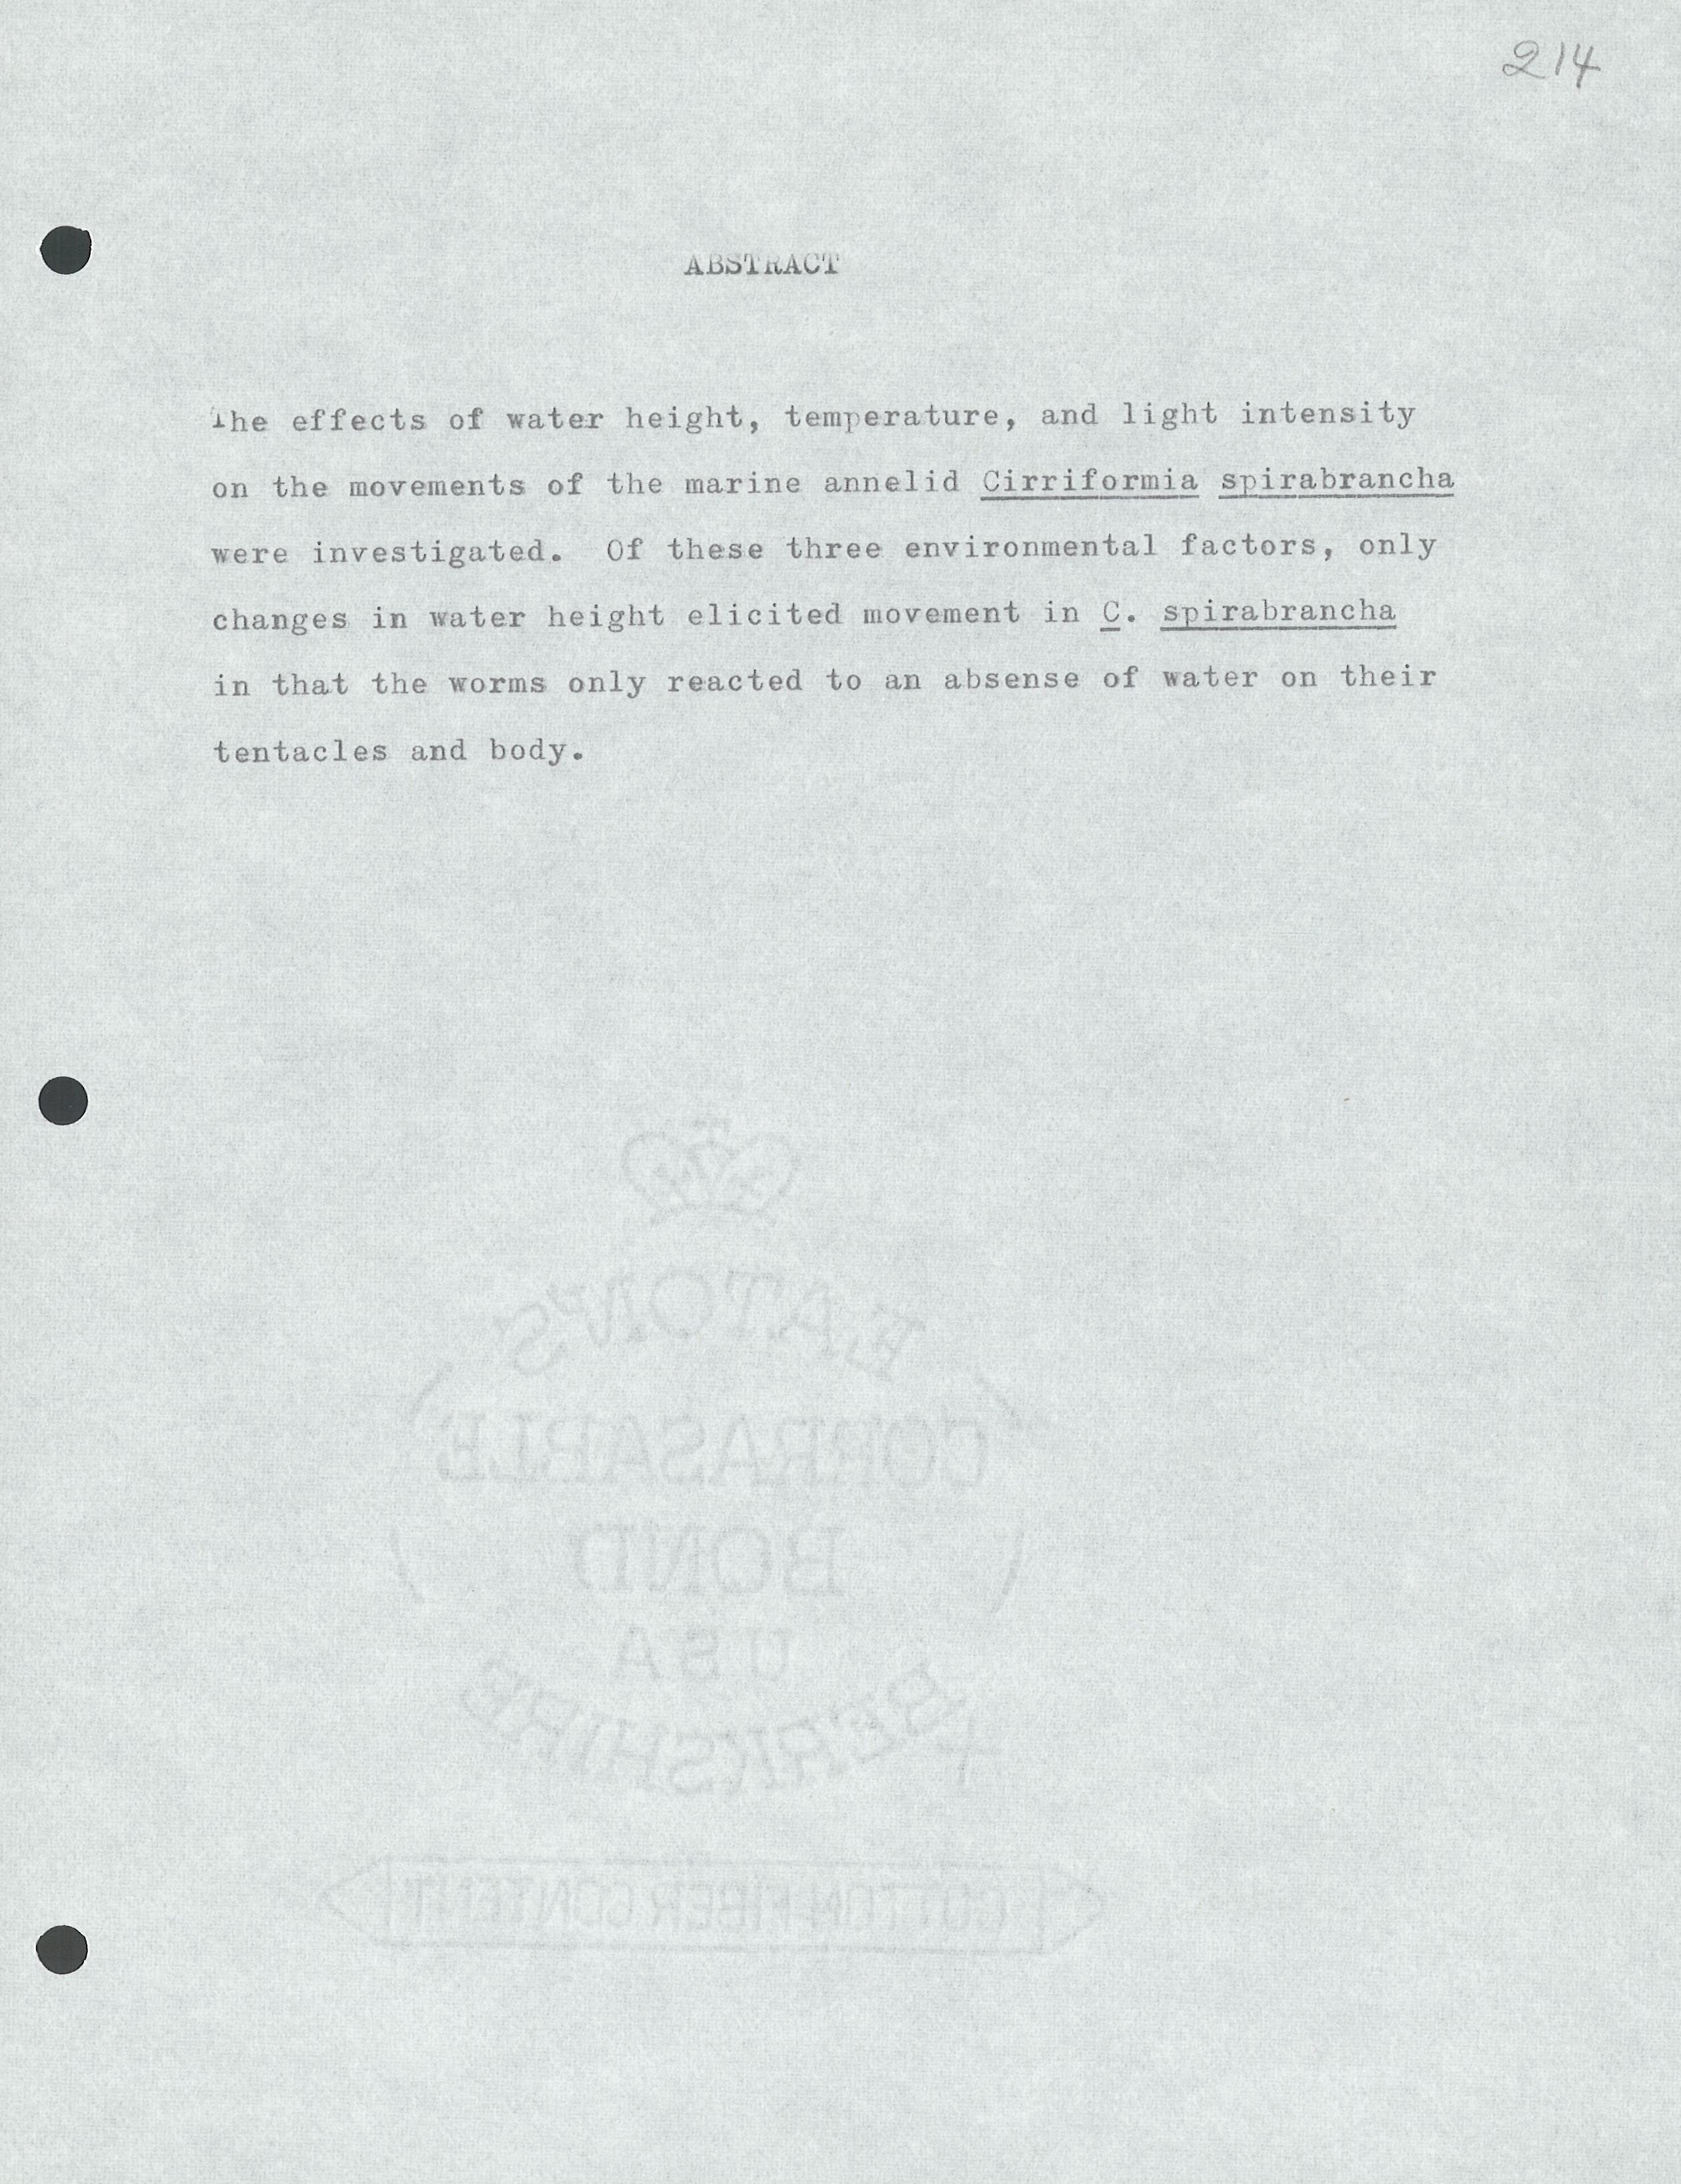 214
ABSTRACT
The effects of water height, temperature, and light intensity
on the movements of the marine annelid Cirriformia spirabrancha
were investigated.  Of these three environmental factors, only
changes in water height elicited movement in C. spirabrancha
in that the worms only reacted to an absense of water on their
tentacles and body.
EATON'S
CORRASABLE
BOND
USA
BERKSHIRE
COTTON FIBER CONTENT